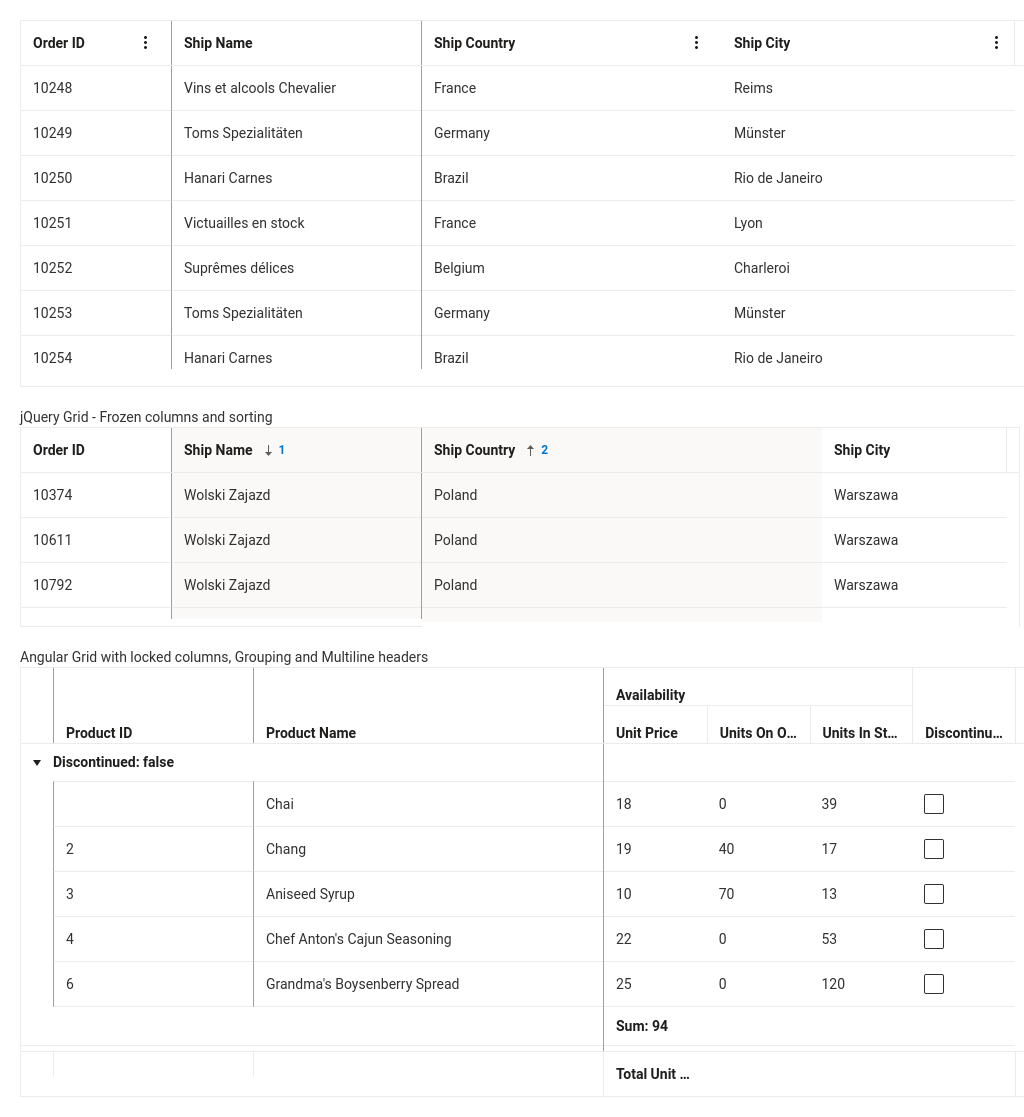 Order ID Ship Name Ship Country Ship City
10248 Vins et alcools Chevalier France Reims
10249 Toms Spezialitäten Germany Münster
10250 Hanari Carnes Brazil Rio de Janeiro
10251 Victuailles en stock France Lyon
10252 Suprêmes délices Belgium Charleroi
10253 Toms Spezialitäten Germany Münster
10254 Hanari Carnes Brazil Rio de Janeiro
jQuery Grid - Frozen columns and sorting
Order ID Ship Name ↓ 1 Ship Country ↑ 2 Ship City
10374 Wolski Zajazd Poland Warszawa
10611 Wolski Zajazd Poland Warszawa
10792 Wolski Zajazd Poland Warszawa
Angular Grid with locked columns, Grouping and Multiline headers
Availability
Product ID Product Name Unit Price Units On O... Units In St... Discontinu...
Discontinued: false
Chai 18 0 39
2 Chang 19 40 17
3 Aniseed Syrup 10 70 13
4 Chef Anton's Cajun Seasoning 22 0 53
6 Grandma's Boysenberry Spread 25 0 120
Sum: 94
Total Unit ...